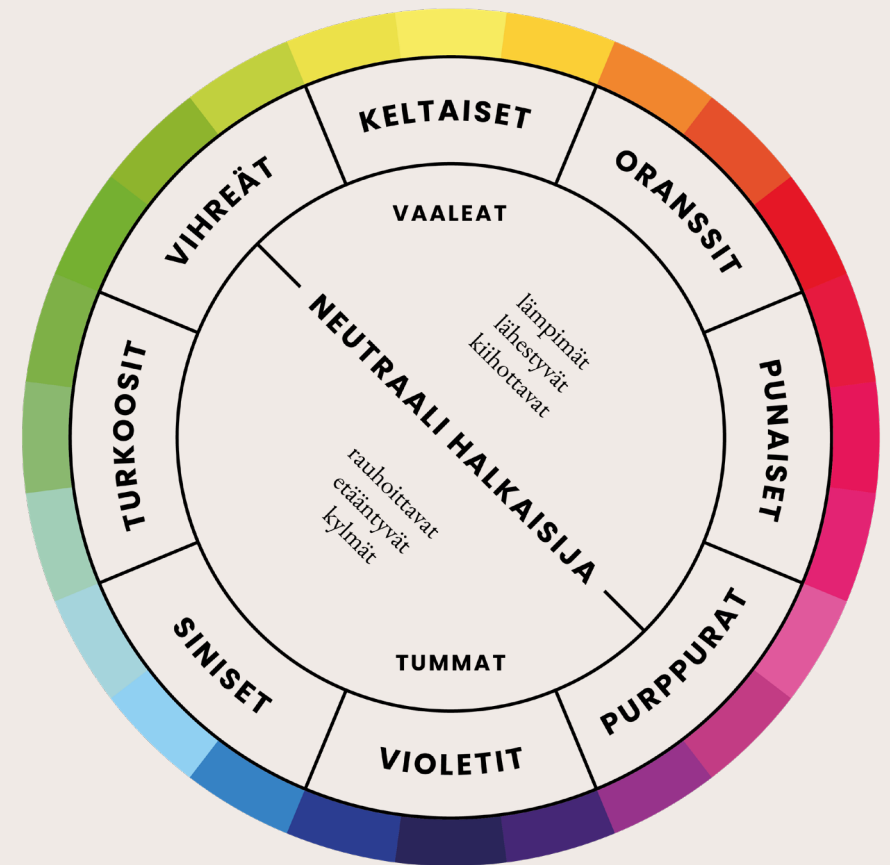 KELTAISET
ORANSSIT
PUNAISET
PURPPURAT
VIOLETIT
SINISET
TURKOOSIT
VIHREÄT
VAALEAT
lämpimät
lähestyvät
kiihottavat
NEUTRAALI HALKAISIJA
rauhoittavat
etääntyvät
kylmät
TUMMAT